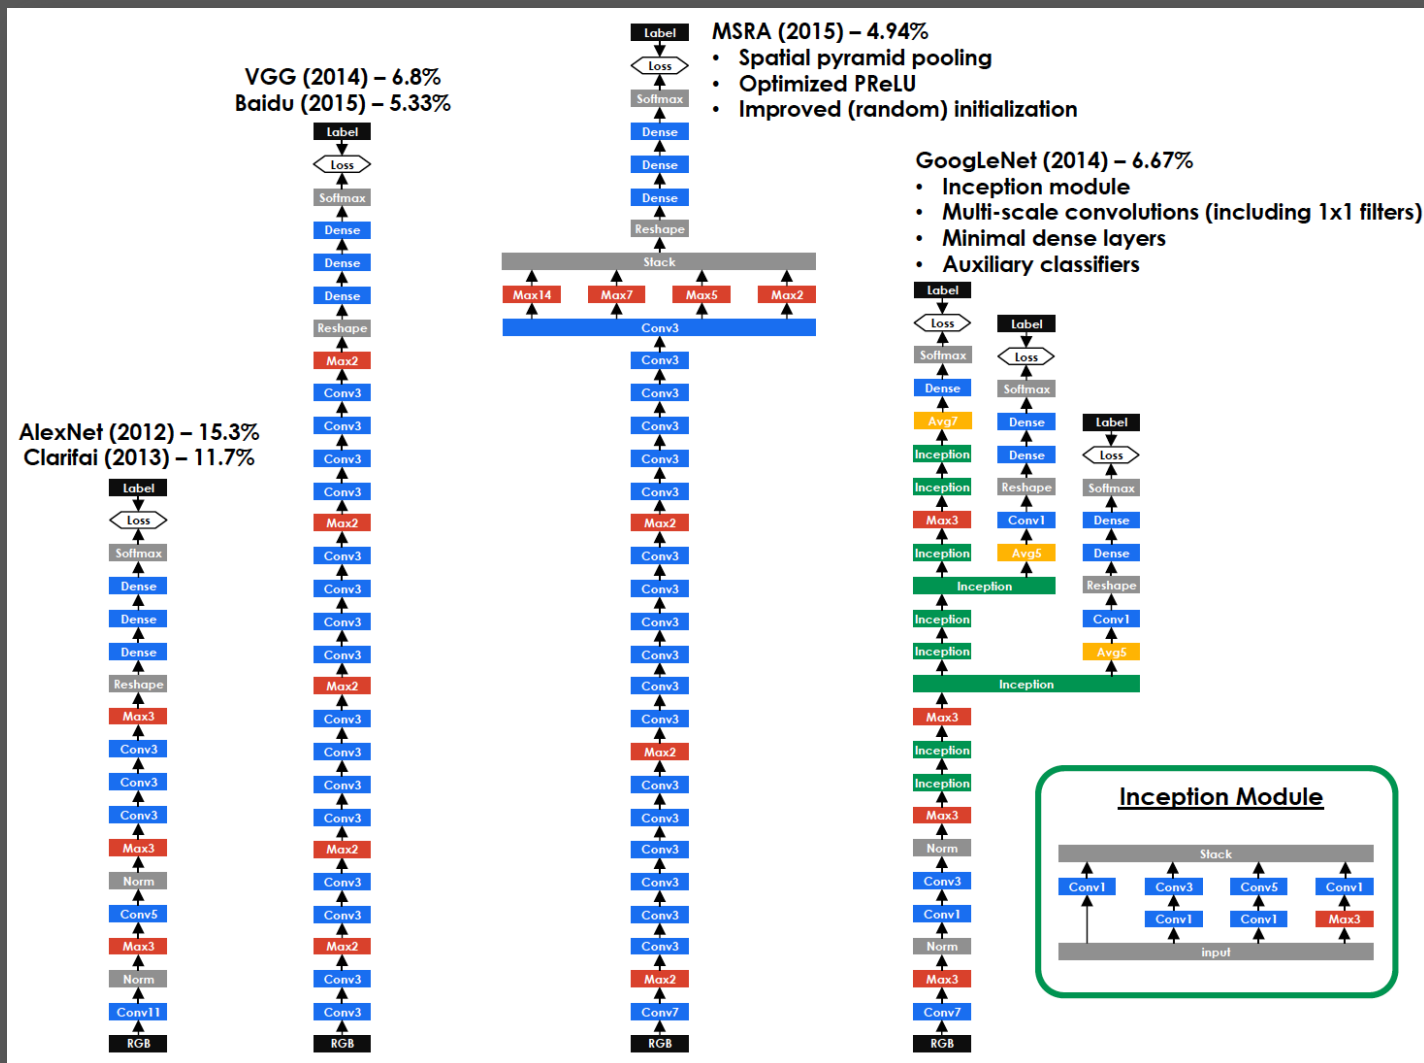 AlexNet (2012) – 15.3%
Clarifai (2013) – 11.7%
Label
Loss
Softmax
Dense
Dense
Dense
Reshape
Max3
Conv3
Conv3
Conv3
Max3
Norm
Conv5
Max3
Norm
Conv11
RGB
VGG (2014) – 6.8%
Baidu (2015) – 5.33%
Label
Loss
Softmax
Dense
Dense
Dense
Reshape
Max2
Conv3
Conv3
Conv3
Conv3
Max2
Conv3
Conv3
Conv3
Conv3
Max2
Conv3
Conv3
Conv3
Conv3
Max2
Conv3
Conv3
Max2
Conv3
Conv3
RGB
MSRA (2015) – 4.94%
• Spatial pyramid pooling
• Optimized PReLU
• Improved (random) initialization
Label
Loss
Softmax
Dense
Dense
Dense
Reshape
Stack
Max14 Max7 Max5 Max2
Conv3
Conv3
Conv3
Conv3
Conv3
Conv3
Max2
Conv3
Conv3
Conv3
Conv3
Conv3
Conv3
Max2
Conv3
Conv3
Conv3
Conv3
Conv3
Conv3
Max2
Conv7
RGB
GoogLeNet (2014) – 6.67%
• Inception module
• Multi-scale convolutions (including 1x1 filters)
• Minimal dense layers
• Auxiliary classifiers
Label
Loss
Softmax
Dense
Avg7
Inception
Inception
Max3
Inception
Inception
Inception
Inception
Inception
Max3
Inception
Inception
Max3
Norm
Conv3
Conv1
Norm
Max3
Conv7
RGB
Label
Loss
Softmax
Dense
Dense
Reshape
Conv1
Avg5
Label
Loss
Softmax
Dense
Dense
Reshape
Conv1
Avg5
Inception Module
Stack
Conv1 Conv3 Conv5 Conv1
Conv1 Conv1 Max3
input